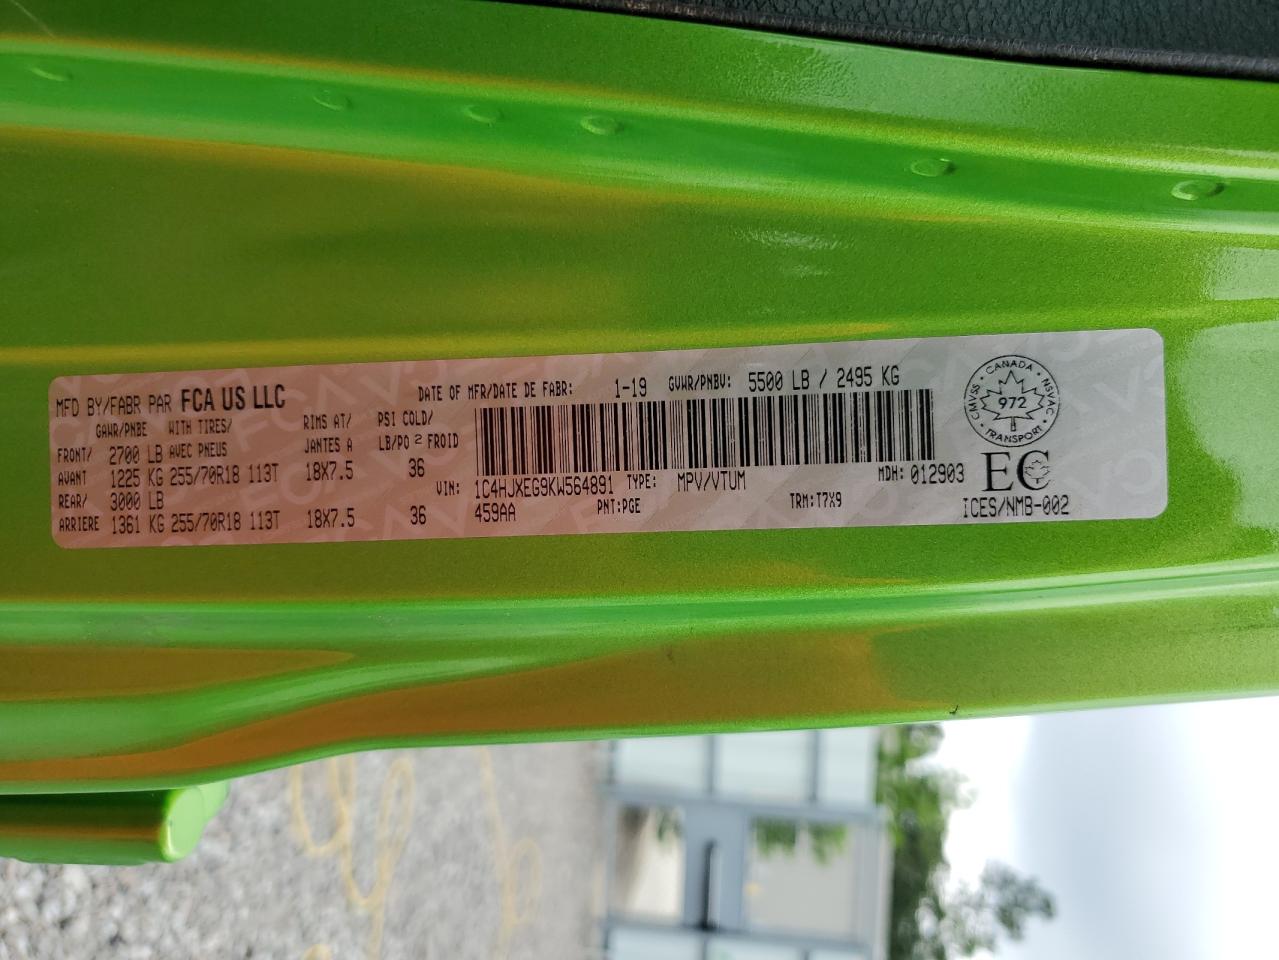 MFD BY/FABR PAR FCA US LLC
DATE OF MFR/DATE DE FABR: 1-19 GVWR/PNBV: 5500 LB / 2495 KG
GAWR/PNBE WITH TIRES/ RIMS AT/ PSI COLD/
FRONT/ 2700 LB AVEC PNEUS JANTES A LB/PO² FROID
AVANT 1225 KG 255/70R18 113T 18X7.5 36
REAR/ 3000 LB
ARRIERE 1361 KG 255/70R18 113T 18X7.5 36
VIN: 1C4HJXEG9KW564891 TYPE: MPV/VTUM MDH: 012903
459AA PNT:PGE TRM:T7X9
CANADA
CMVSS 972 NSVAC
TRANSPORT
EC
ICES/NMB-002